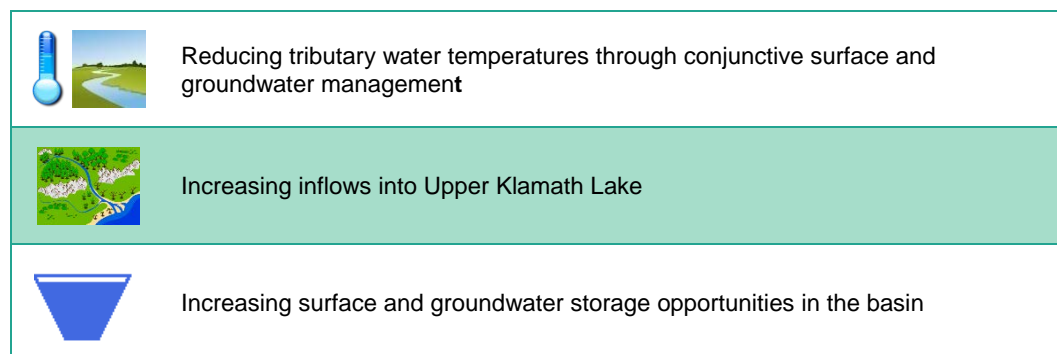 Reducing tributary water temperatures through conjunctive surface and
groundwater management
Increasing inflows into Upper Klamath Lake
Increasing surface and groundwater storage opportunities in the basin